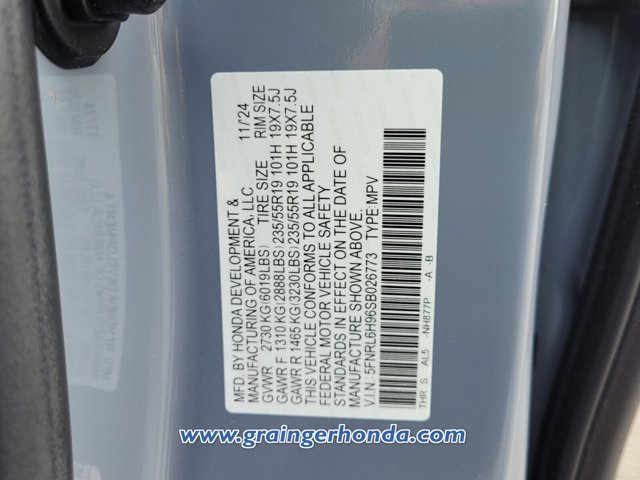 MFD. BY HONDA DEVELOPMENT &
MANUFACTURING OF AMERICA, LLC 11/'24
GVWR 2730 KG(6019LBS) TIRE SIZE RIM SIZE
GAWR F 1310 KG(2888LBS) 235/55R19 101H 19X7.5J
GAWR R 1465 KG(3230LBS) 235/55R19 101H 19X7.5J
THIS VEHICLE CONFORMS TO ALL APPLICABLE
FEDERAL MOTOR VEHICLE SAFETY
STANDARDS IN EFFECT ON THE DATE OF
MANUFACTURE SHOWN ABOVE.
V.I.N. 5FNRL6H96SB026773 TYPE MPV
THR S AL5 -NH877P -A -B
www.graingerhonda.com